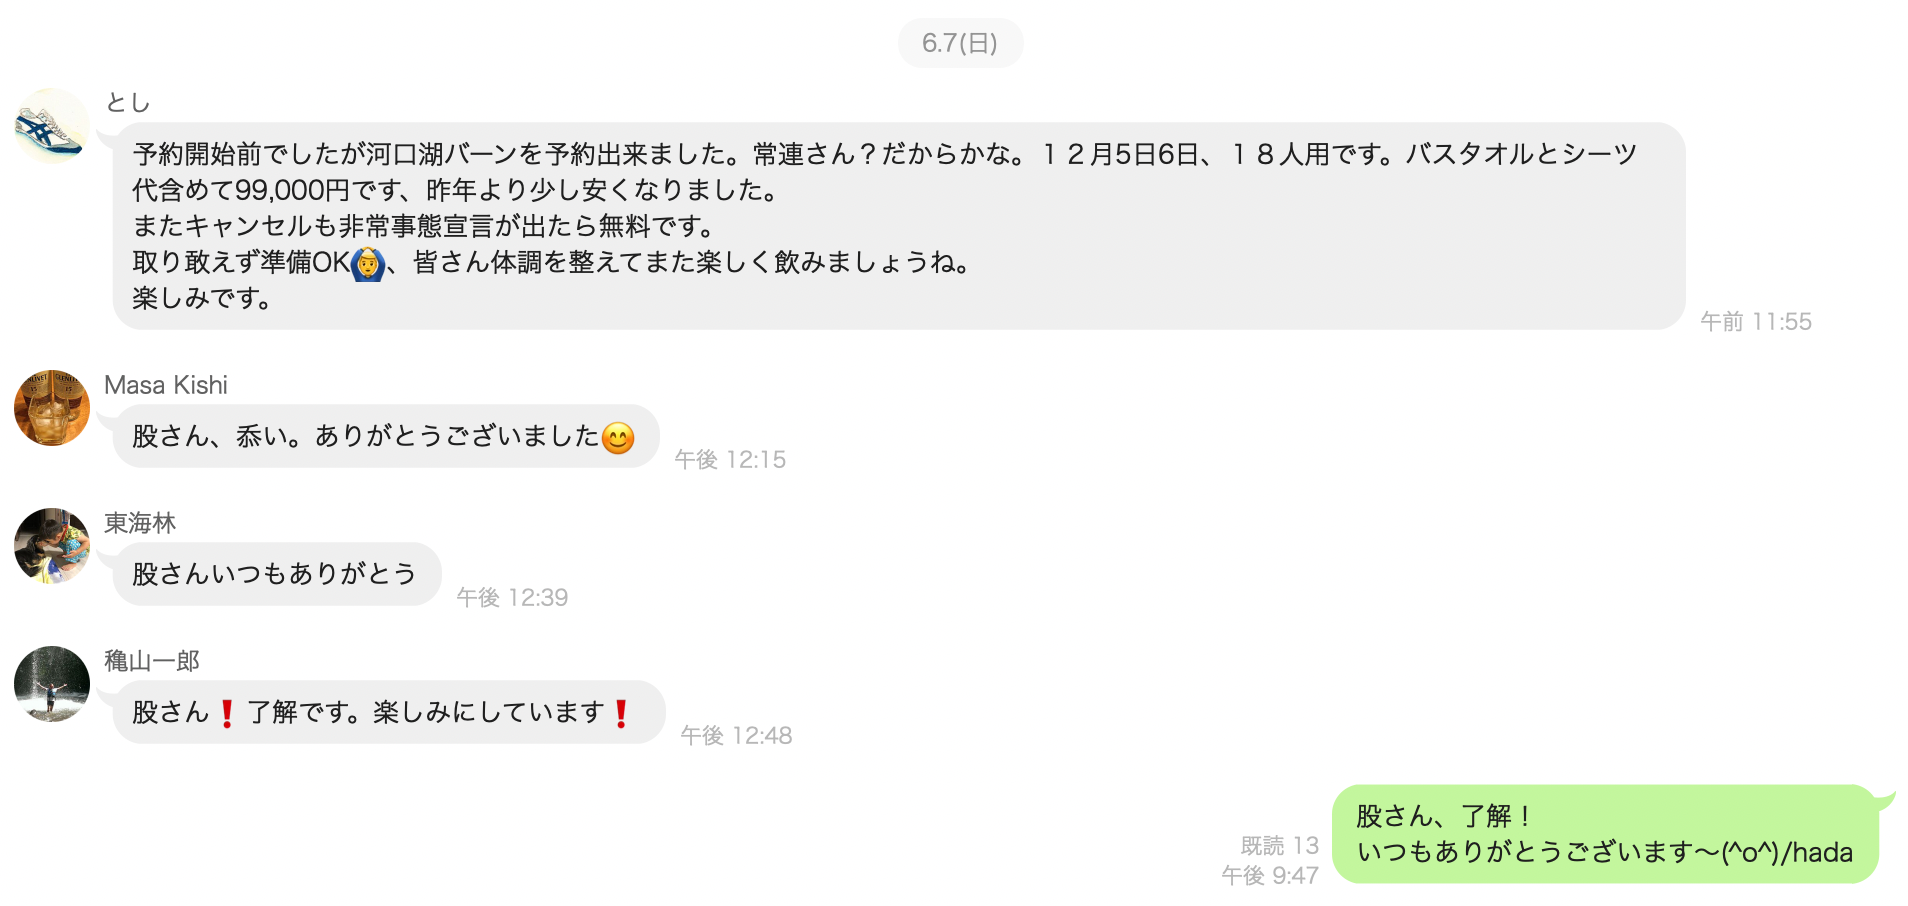 6.7(日)
とし
予約開始前でしたが河口湖バーンを予約出来ました。常連さん？だからかな。１２月5日6日、１８人用です。バスタオルとシーツ
代含めて99,000円です、昨年より少し安くなりました。
またキャンセルも非常事態宣言が出たら無料です。
取り敢えず準備OK🙆‍♂️、皆さん体調を整えてまた楽しく飲みましょうね。
楽しみです。
午前 11:55
Masa Kishi
股さん、忝い。ありがとうございました😊
午後 12:15
東海林
股さんいつもありがとう
午後 12:39
穐山一郎
股さん❗了解です。楽しみにしています❗
午後 12:48
股さん、了解！
いつもありがとうございます〜(^o^)/hada
既読 13
午後 9:47